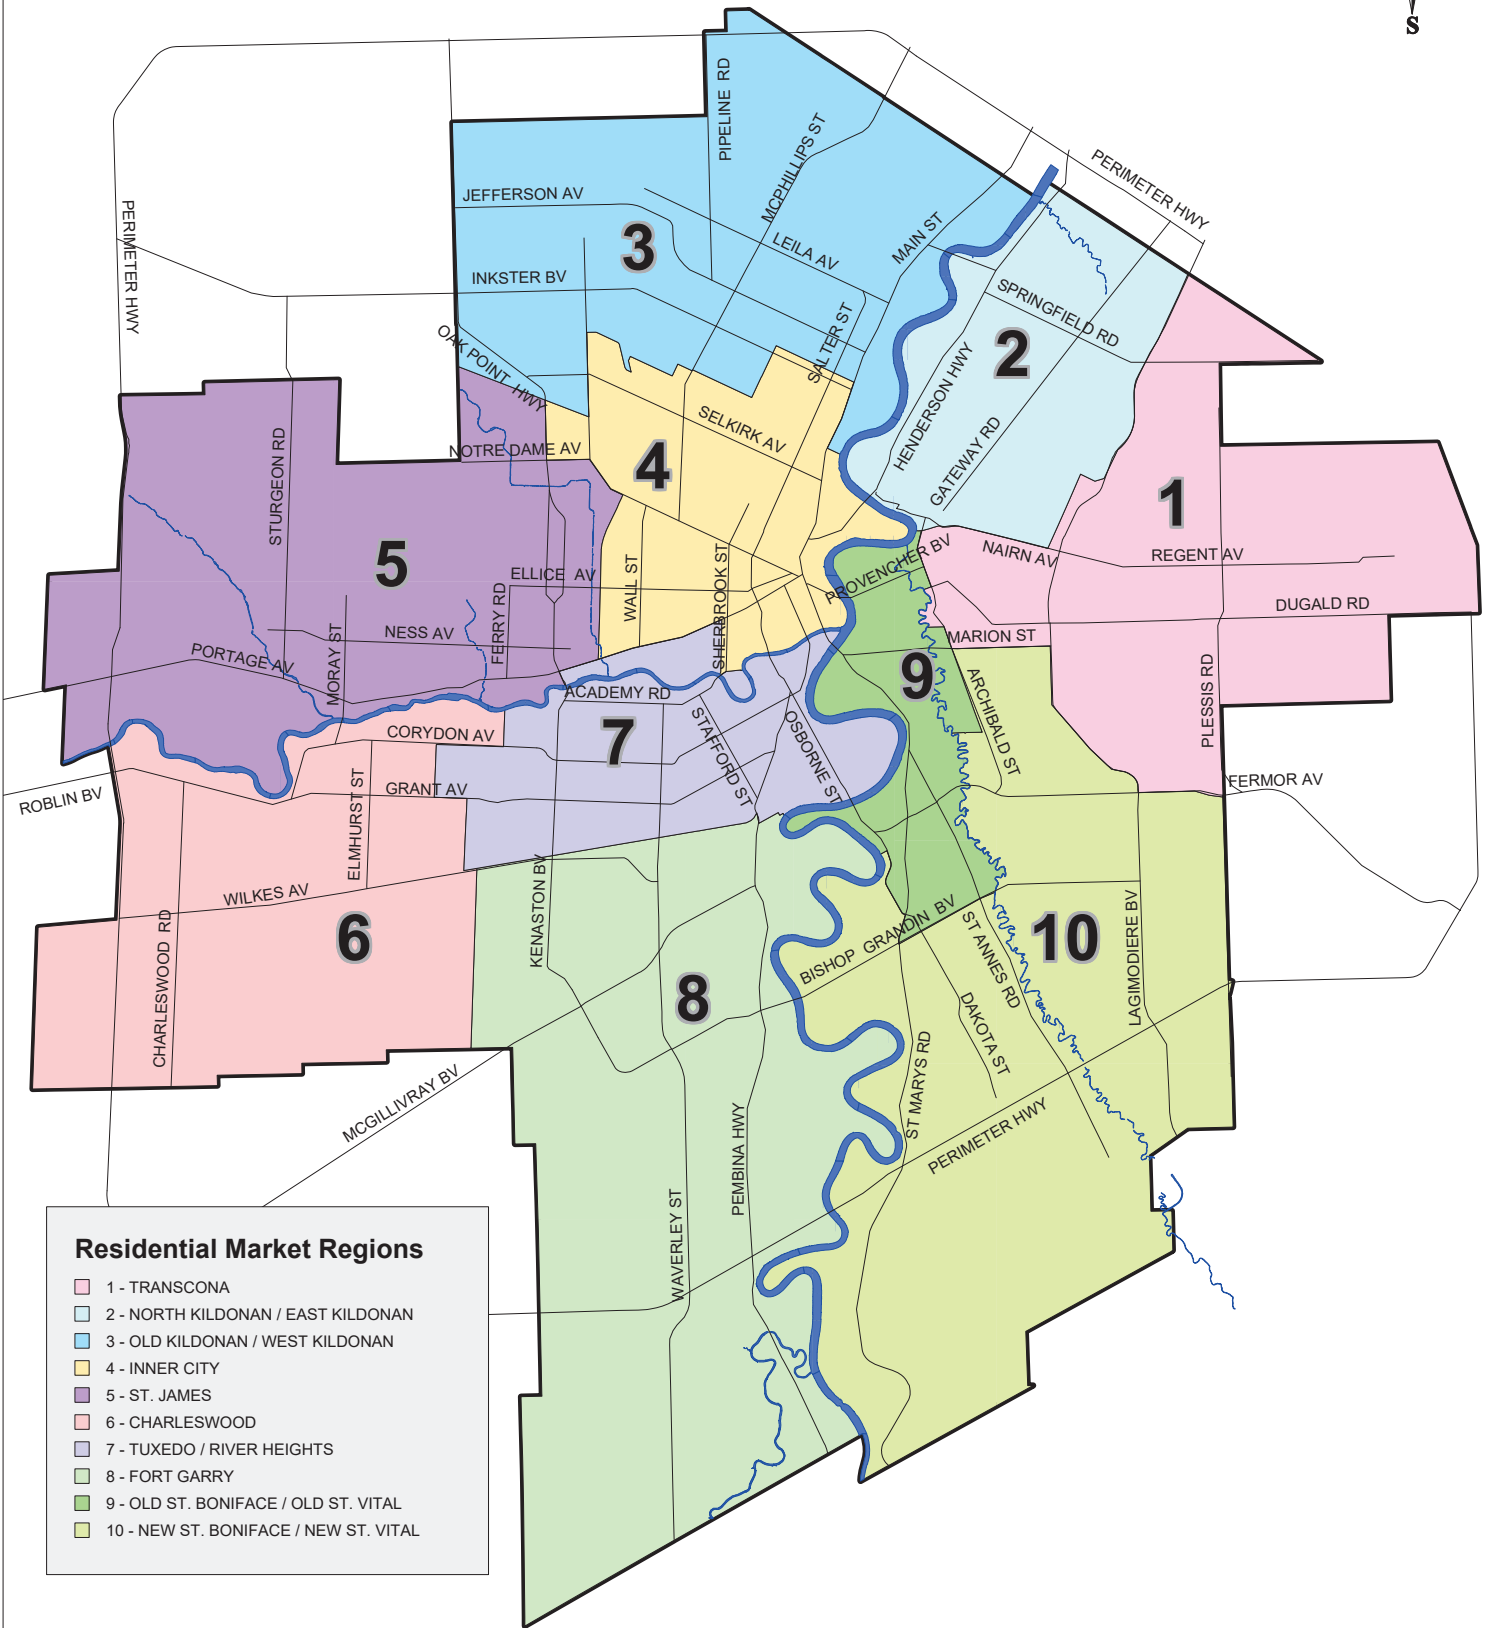 S
PIPELINE RD
MCPHILLIPS ST
PERIMETER HWY
JEFFERSON AV
PERIMETER HWY
3
LEILA AV
MAIN ST
INKSTER BV
SPRINGFIELD RD
OAK POINT HWY
SALTER ST
2
HENDERSON HWY
SELKIRK AV
GATEWAY RD
STURGEON RD
NOTRE DAME AV
4
1
5
PROVENCHER BV
NAIRN AV
REGENT AV
ELLICE AV
WALL ST
SHERBROOK ST
FERRY RD
DUGALD RD
NESS AV
MARION ST
PORTAGE AV
MORAY ST
9
ARCHIBALD ST
PLESSIS RD
ACADEMY RD
CORYDON AV
7
STAFFORD ST
OSBORNE ST
ROBLIN BV
GRANT AV
FERMOR AV
ELMHURST ST
WILKES AV
KENASTON BV
BISHOP GRANDIN BV
6
CHARLESWOOD RD
10
ST ANNES RD
LAGIMODIERE BV
8
DAKOTA ST
ST MARYS RD
MCGILLIVRAY BV
PEMBINA HWY
PERIMETER HWY
WAVERLEY ST
Residential Market Regions
1 - TRANSCONA
2 - NORTH KILDONAN / EAST KILDONAN
3 - OLD KILDONAN / WEST KILDONAN
4 - INNER CITY
5 - ST. JAMES
6 - CHARLESWOOD
7 - TUXEDO / RIVER HEIGHTS
8 - FORT GARRY
9 - OLD ST. BONIFACE / OLD ST. VITAL
10 - NEW ST. BONIFACE / NEW ST. VITAL